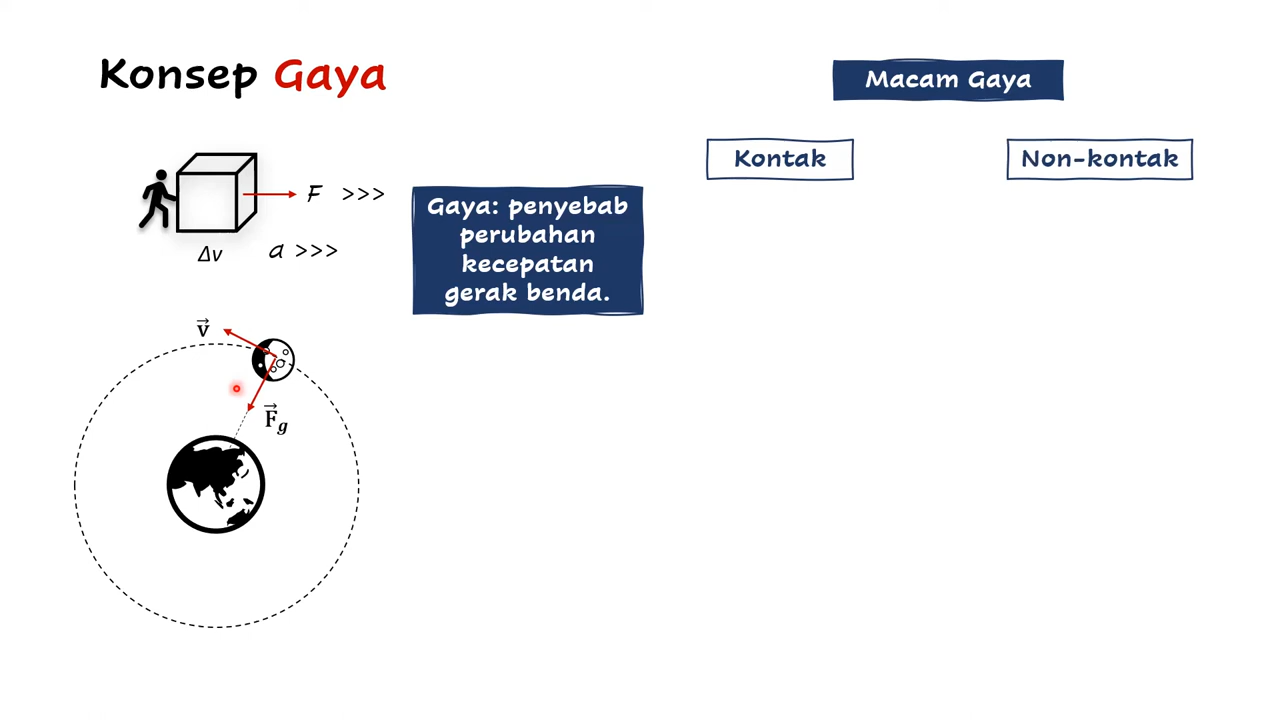 Konsep Gaya
F >>>
Δv
a >>>
Gaya: penyebab
perubahan
kecepatan
gerak benda.
v⃗
F⃗g
Macam Gaya
Kontak
Non-kontak